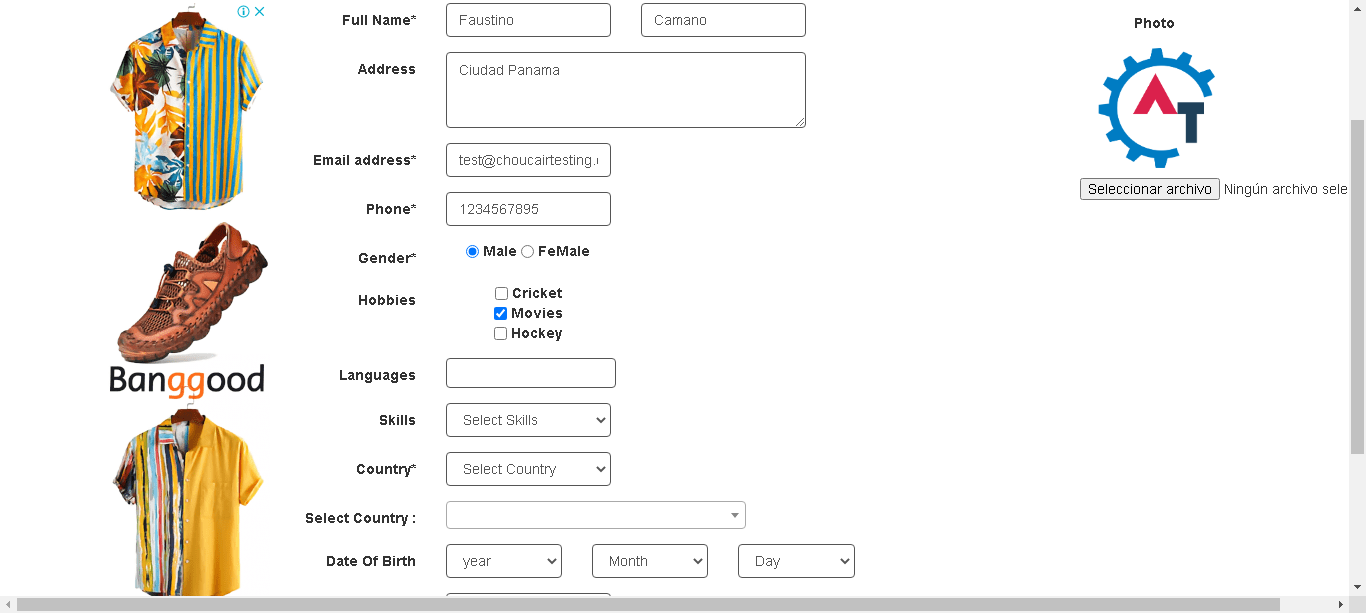 Full Name* Faustino Camano
Photo
Address Ciudad Panama
AT
Email address* test@choucairtesting.
Seleccionar archivo Ningún archivo sele
Phone* 1234567895
Gender* Male FeMale
Hobbies Cricket
Movies
Hockey
Banggood
Languages
Skills Select Skills
Country* Select Country
Select Country :
Date Of Birth year Month Day